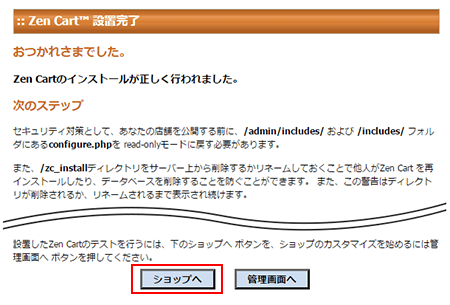 :: Zen Cart™ 設置完了
おつかれさまでした。
Zen Cartのインストールが正しく行われました。
次のステップ
セキュリティ対策として、あなたの店舗を公開する前に、/admin/includes/ および /includes/ フォル
ダにあるconfigure.phpを read-onlyモードに戻す必要があります。
また、/zc_installディレクトリをサーバー上から削除するかリネームしておくことで他人がZen Cart を再
インストールしたり、データベースを削除することを防ぐことができます。 また、この警告はディレクト
リが削除されるか、リネームされるまで表示され続けます。
設置したZen Cartのテストを行うには、下のショップへ ボタンを、ショップのカスタマイズを始めるには管
理画面へ ボタンを押してください。
ショップへ 管理画面へ